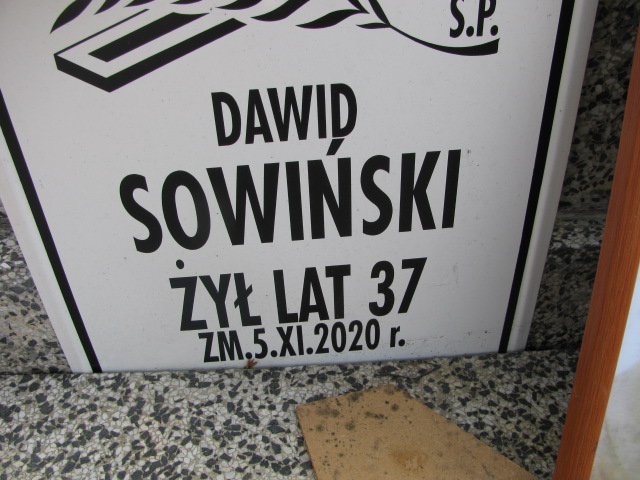 Ś.P.
DAWID
SOWIŃSKI
ŻYŁ LAT 37
ZM.5.XI.2020 r.